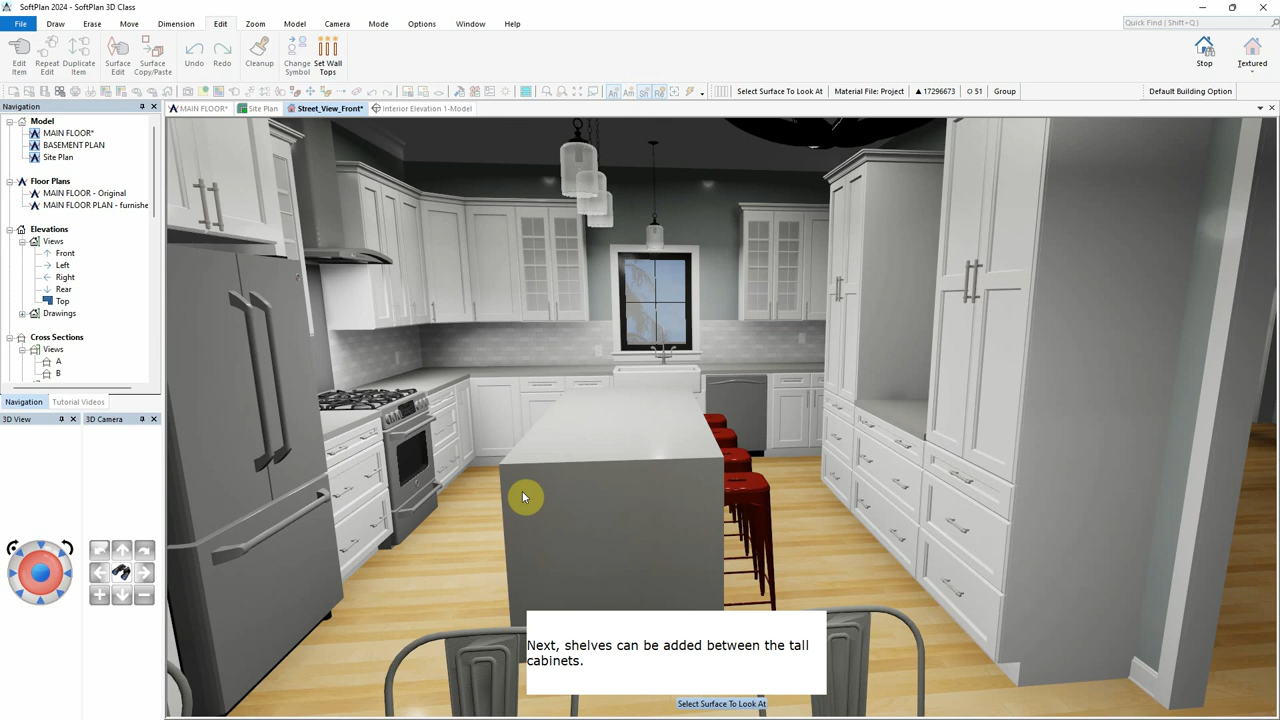 SoftPlan 2024 - SoftPlan 3D Class
File Draw Erase Move Dimension Edit Zoom Model Camera Mode Options Window Help
Quick Find (Shift+Q)
Edit Item
Repeat Edit
Duplicate Item
Surface Edit
Surface Copy/Paste
Undo
Redo
Cleanup
Change Symbol
Set Wall Tops
Stop
Textured
Select Surface To Look At
Material File: Project
17296673
51
Group
Default Building Option
Navigation
MAIN FLOOR*
Site Plan
Street_View_Front*
Interior Elevation 1-Model
Model
MAIN FLOOR*
BASEMENT PLAN
Site Plan
Floor Plans
MAIN FLOOR - Original
MAIN FLOOR PLAN - furnishe
Elevations
Views
Front
Left
Right
Rear
Top
Drawings
Cross Sections
Views
A
B
Navigation
Tutorial Videos
3D View
3D Camera
Next, shelves can be added between the tall
cabinets.
Select Surface To Look At